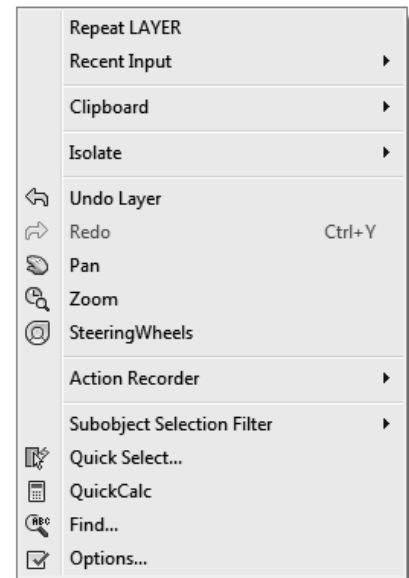 Repeat LAYER
Recent Input
Clipboard
Isolate
Undo Layer
Redo Ctrl+Y
Pan
Zoom
SteeringWheels
Action Recorder
Subobject Selection Filter
Quick Select...
QuickCalc
ABC Find...
Options...